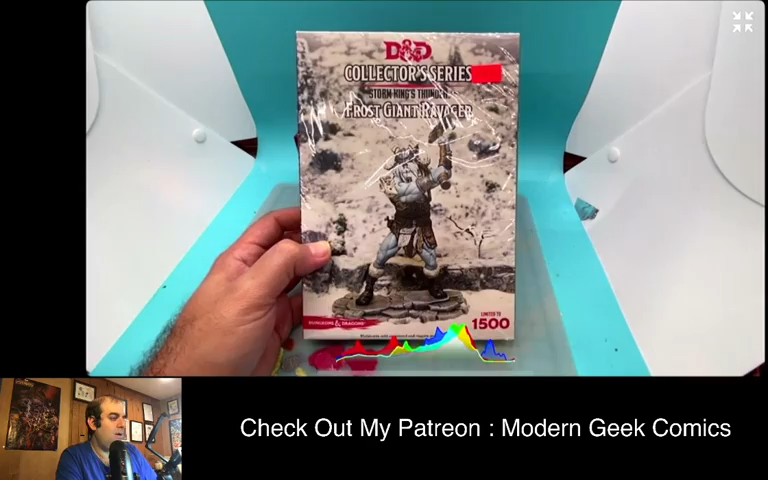 D&D
COLLECTOR'S SERIES
STORM KING'S THUNDER
FROST GIANT RAVAGER
LIMITED TO
1500
DUNGEONS & DRAGONS
Check Out My Patreon : Modern Geek Comics